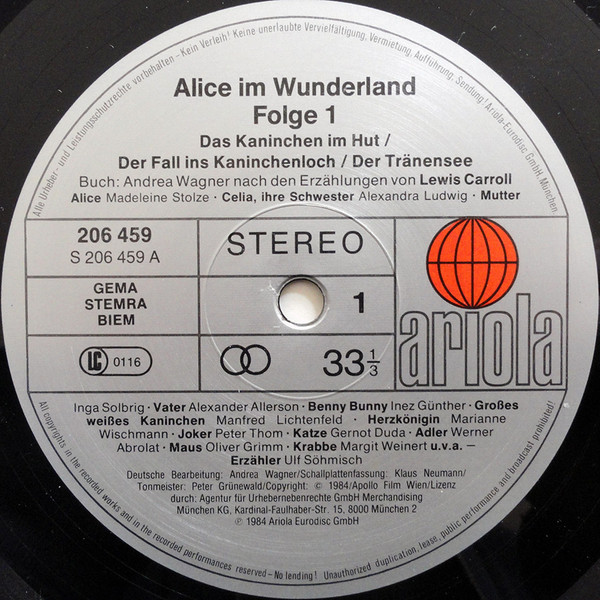 Alle Urheber- und Leistungsschutzrechte vorbehalten - Kein Verleih! Keine unerlaubte Vervielfältigung, Vermietung, Aufführung, Sendung! Ariola-Eurodisc GmbH, München.
Alice im Wunderland
Folge 1
Das Kaninchen im Hut /
Der Fall ins Kaninchenloch / Der Tränensee
Buch: Andrea Wagner nach den Erzählungen von Lewis Carroll
Alice Madeleine Stolze · Celia, ihre Schwester Alexandra Ludwig · Mutter
206 459
S 206 459 A
STEREO
GEMA
STEMRA
BIEM
1
LC 0116
33 1/3
ariola
Inga Solbrig · Vater Alexander Allerson · Benny Bunny Inez Günther · Großes
weißes Kaninchen Manfred Lichtenfeld · Herzkönigin Marianne
Wischmann · Joker Peter Thom · Katze Gernot Duda · Adler Werner
Abrolat · Maus Oliver Grimm · Krabbe Margit Weinert u.v.a. –
Erzähler Ulf Söhmisch
Deutsche Bearbeitung: Andrea Wagner/Schallplattenfassung: Klaus Neumann/
Tonmeister: Peter Grünewald/Copyright: © 1984/Apollo Film Wien/Lizenz
durch: Agentur für Urhebernebenrechte GmbH Merchandising
München KG, Kardinal-Faulhaber-Str. 15, 8000 München 2
℗ 1984 Ariola Eurodisc GmbH
All copyrights in the recorded works and in the recorded performances reserved – No lending! Unauthorized duplication, lease, public performance and broadcast prohibited!